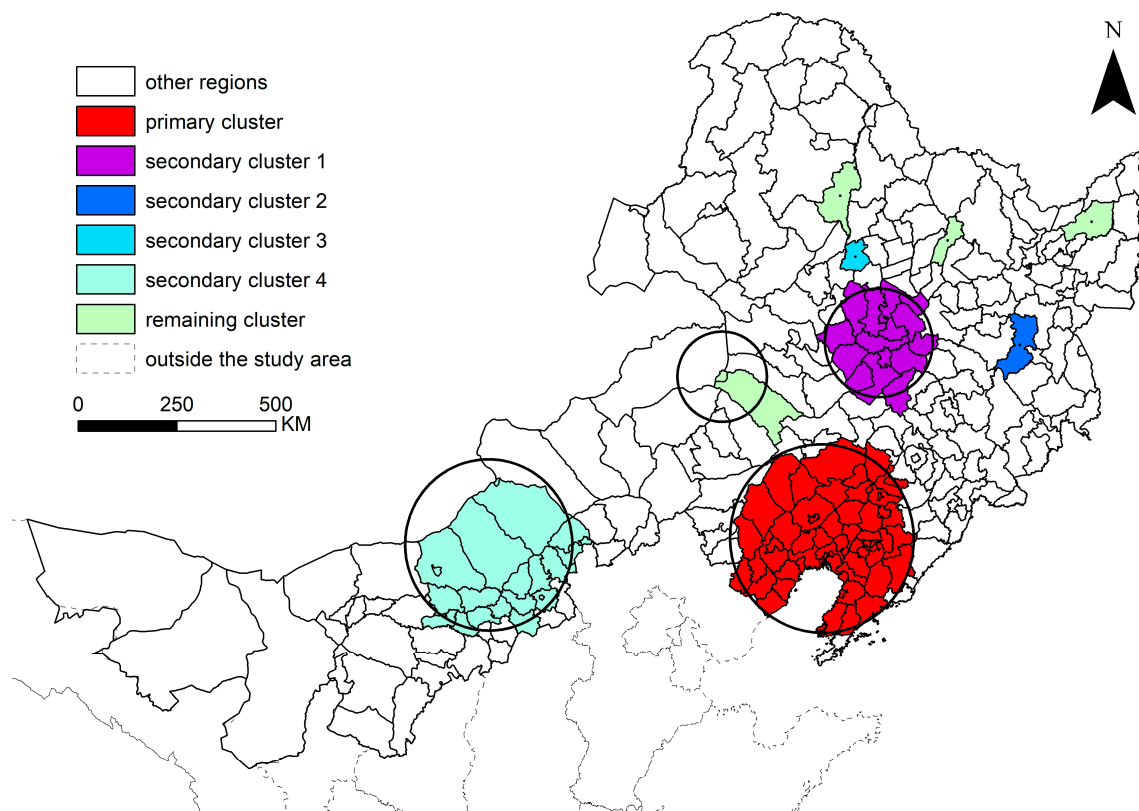 N
other regions
primary cluster
secondary cluster 1
secondary cluster 2
secondary cluster 3
secondary cluster 4
remaining cluster
outside the study area
0 250 500
KM